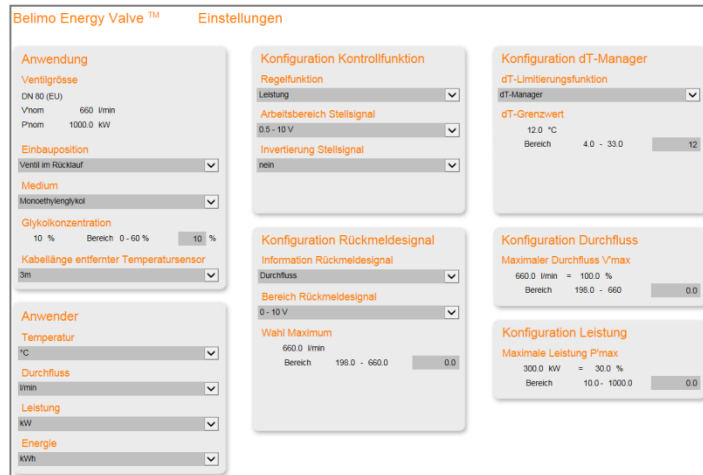 Belimo Energy Valve ™ Einstellungen
Anwendung
Ventilgrösse
DN 80 (EU)
V'nom 660 l/min
P'nom 1000.0 kW
Einbauposition
Ventil im Rücklauf
Medium
Monoethylenglykol
Glykolkonzentration
10 % Bereich 0 - 60 % 10 %
Kabellänge entfernter Temperatursensor
3m
Anwender
Temperatur
°C
Durchfluss
l/min
Leistung
kW
Energie
kWh
Konfiguration Kontrollfunktion
Regelfunktion
Leistung
Arbeitsbereich Stellsignal
0.5 - 10 V
Invertierung Stellsignal
nein
Konfiguration Rückmeldesignal
Information Rückmeldesignal
Durchfluss
Bereich Rückmeldesignal
0 - 10 V
Wahl Maximum
660.0 l/min
Bereich 198.0 - 660.0 0.0
Konfiguration dT-Manager
dT-Limitierungsfunktion
dT-Manager
dT-Grenzwert
12.0 °C
Bereich 4.0 - 33.0 12
Konfiguration Durchfluss
Maximaler Durchfluss V'max
660.0 l/min = 100.0 %
Bereich 198.0 - 660 0.0
Konfiguration Leistung
Maximale Leistung P'max
300.0 kW = 30.0 %
Bereich 10.0 - 1000.0 0.0